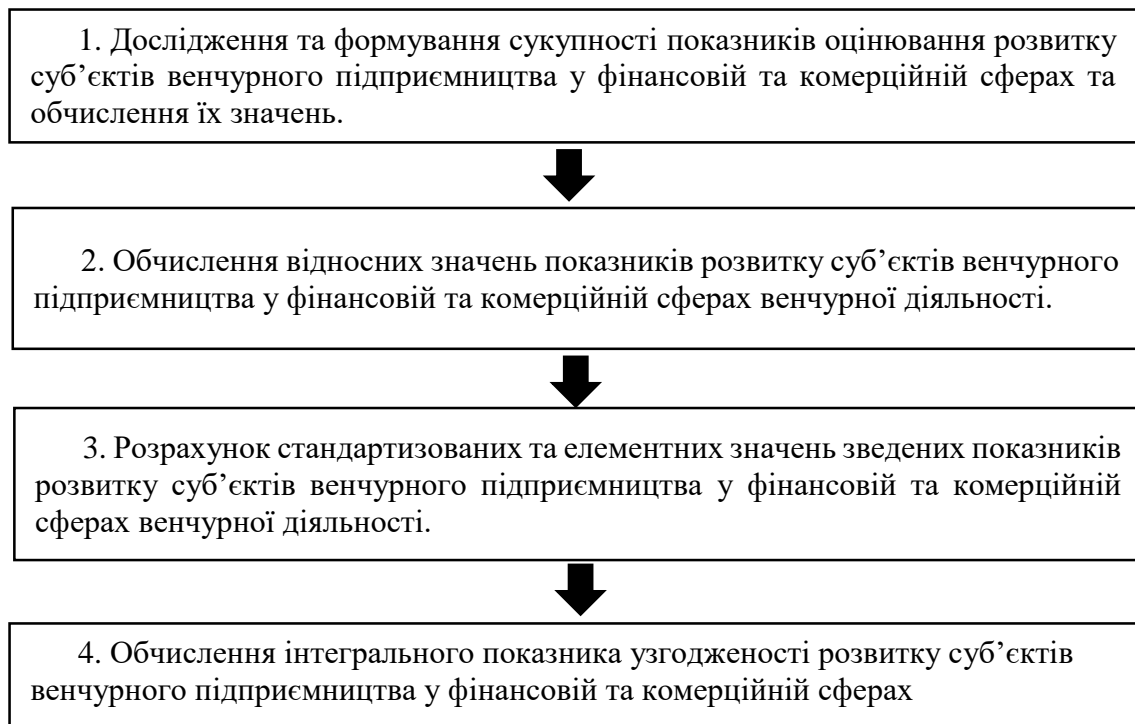 1. Дослідження та формування сукупності показників оцінювання розвитку
суб’єктів венчурного підприємництва у фінансовій та комерційній сферах та
обчислення їх значень.
2. Обчислення відносних значень показників розвитку суб’єктів венчурного
підприємництва у фінансовій та комерційній сферах венчурної діяльності.
3. Розрахунок стандартизованих та елементних значень зведених показників
розвитку суб’єктів венчурного підприємництва у фінансовій та комерційній
сферах венчурної діяльності.
4. Обчислення інтегрального показника узгодженості розвитку суб’єктів
венчурного підприємництва у фінансовій та комерційній сферах